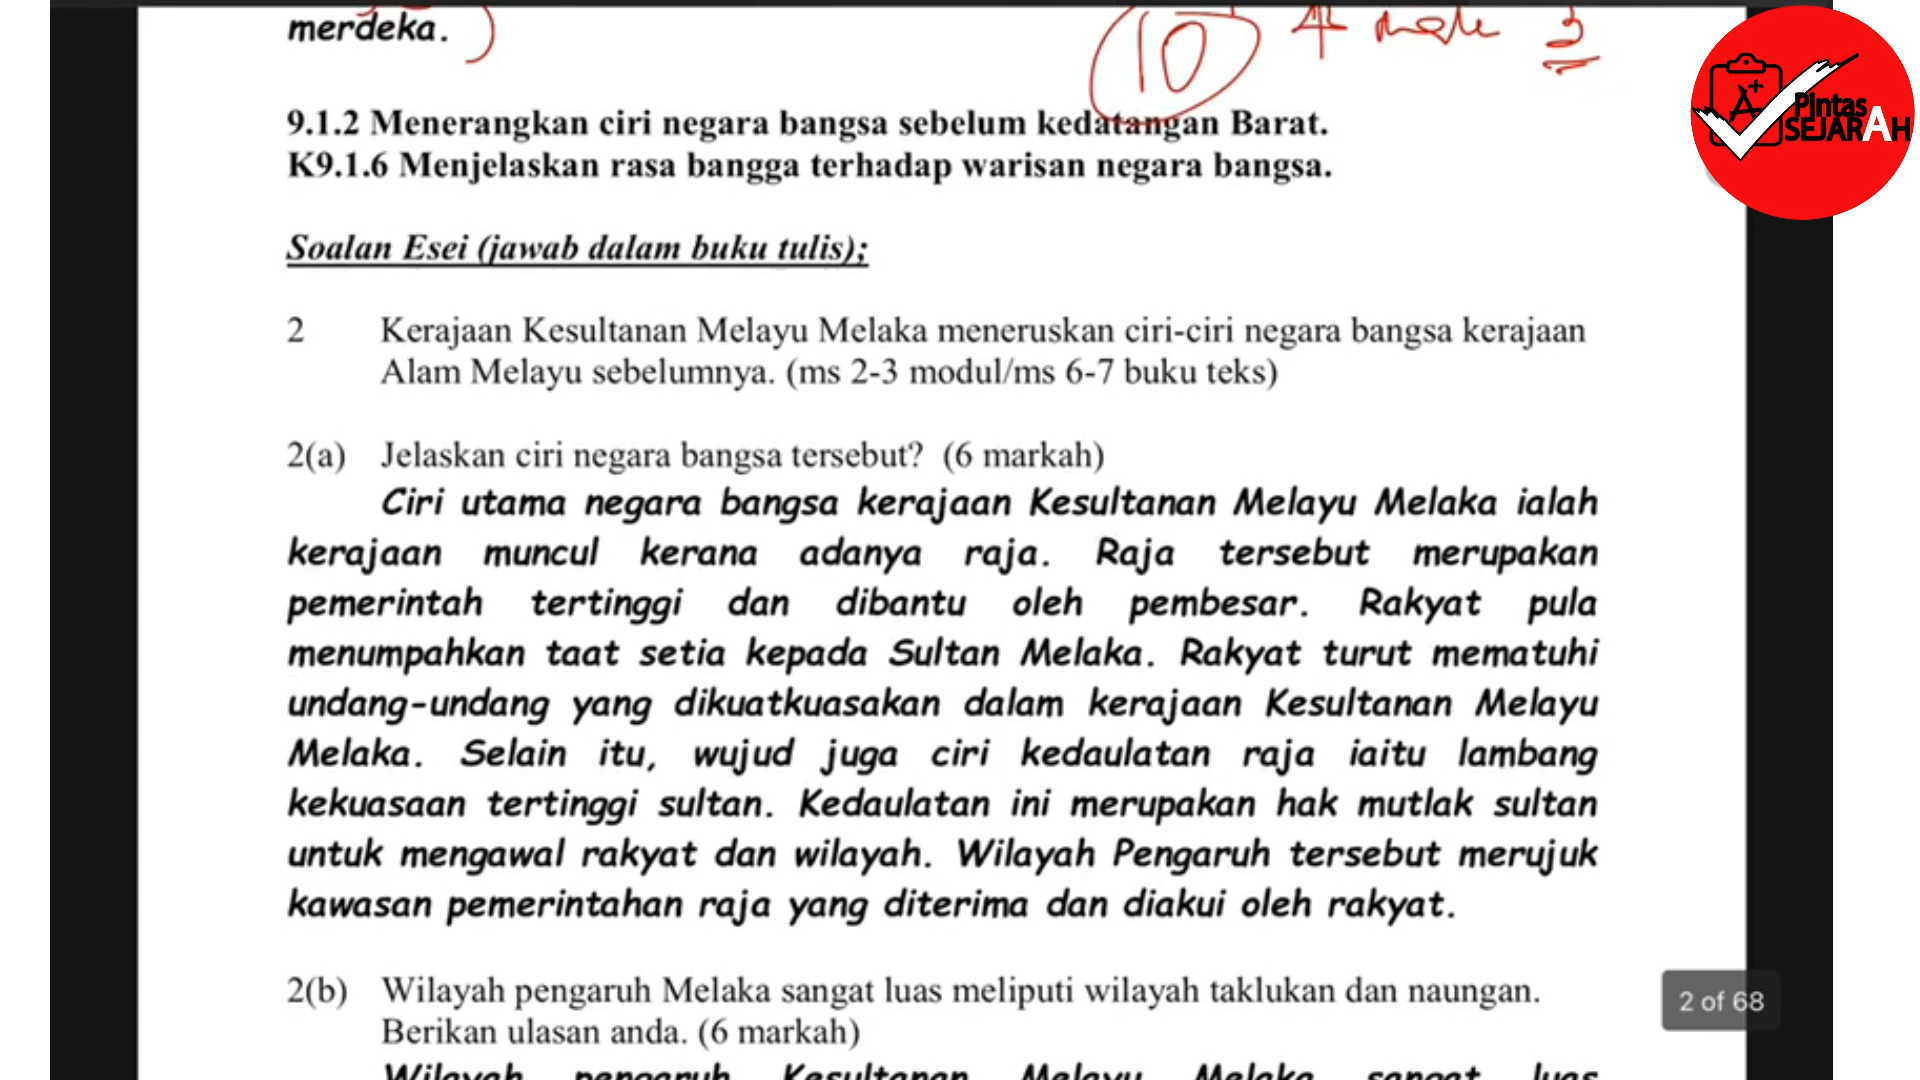 merdeka.
10
A+
Pintas
SEJARAH
9.1.2 Menerangkan ciri negara bangsa sebelum kedatangan Barat.
K9.1.6 Menjelaskan rasa bangga terhadap warisan negara bangsa.
Soalan Esei (jawab dalam buku tulis);
2 Kerajaan Kesultanan Melayu Melaka meneruskan ciri-ciri negara bangsa kerajaan
Alam Melayu sebelumnya. (ms 2-3 modul/ms 6-7 buku teks)
2(a) Jelaskan ciri negara bangsa tersebut? (6 markah)
Ciri utama negara bangsa kerajaan Kesultanan Melayu Melaka ialah
kerajaan muncul kerana adanya raja. Raja tersebut merupakan
pemerintah tertinggi dan dibantu oleh pembesar. Rakyat pula
menumpahkan taat setia kepada Sultan Melaka. Rakyat turut mematuhi
undang-undang yang dikuatkuasakan dalam kerajaan Kesultanan Melayu
Melaka. Selain itu, wujud juga ciri kedaulatan raja iaitu lambang
kekuasaan tertinggi sultan. Kedaulatan ini merupakan hak mutlak sultan
untuk mengawal rakyat dan wilayah. Wilayah Pengaruh tersebut merujuk
kawasan pemerintahan raja yang diterima dan diakui oleh rakyat.
2(b) Wilayah pengaruh Melaka sangat luas meliputi wilayah taklukan dan naungan.
Berikan ulasan anda. (6 markah)
Wilayah pengaruh Kesultanan Melayu Melaka sangat luas
2 of 68